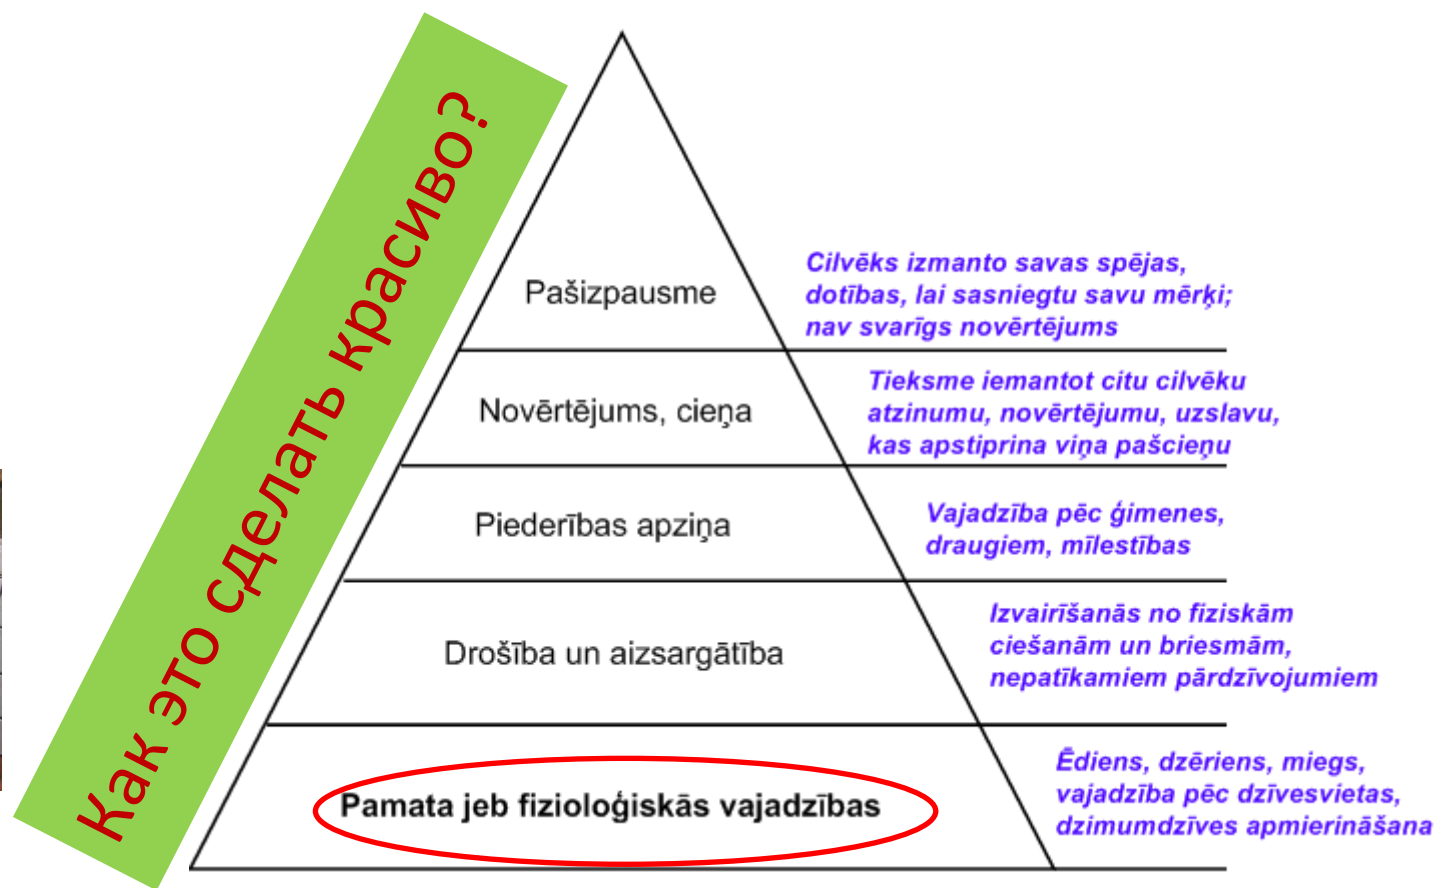 Как это сделать красиво?
Pašizpausme
Cilvēks izmanto savas spējas,
dotības, lai sasniegtu savu mērķi;
nav svarīgs novērtējums
Novērtējums, cieņa
Tieksme iemantot citu cilvēku
atzinumu, novērtējumu, uzslavu,
kas apstiprina viņa pašcieņu
Piederības apziņa
Vajadzība pēc ģimenes,
draugiem, mīlestības
Drošība un aizsargātība
Izvairīšanās no fiziskām
ciešanām un briesmām,
nepatīkamiem pārdzīvojumiem
Pamata jeb fizioloģiskās vajadzības
Ēdiens, dzēriens, miegs,
vajadzība pēc dzīvesvietas,
dzimumdzīves apmierināšana